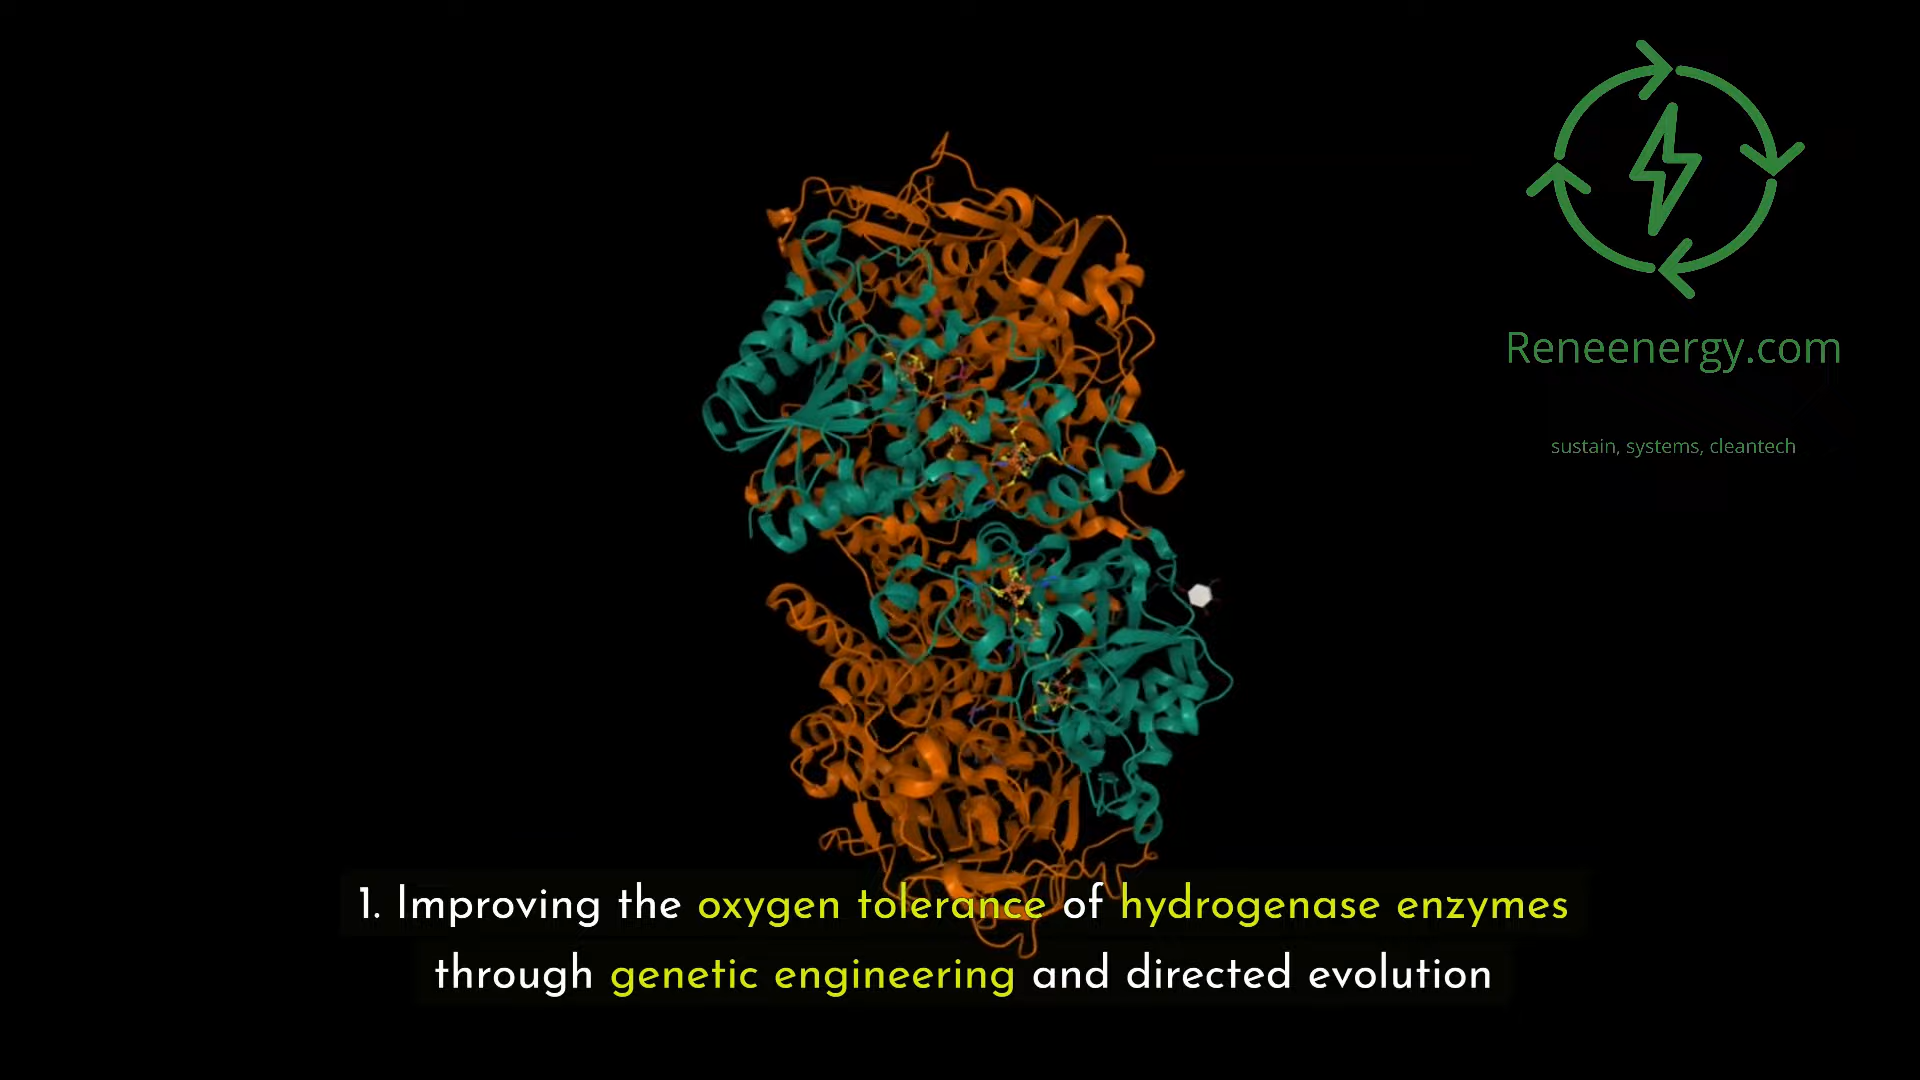 Reneenergy.com
sustain, systems, cleantech
1. Improving the oxygen tolerance of hydrogenase enzymes
through genetic engineering and directed evolution